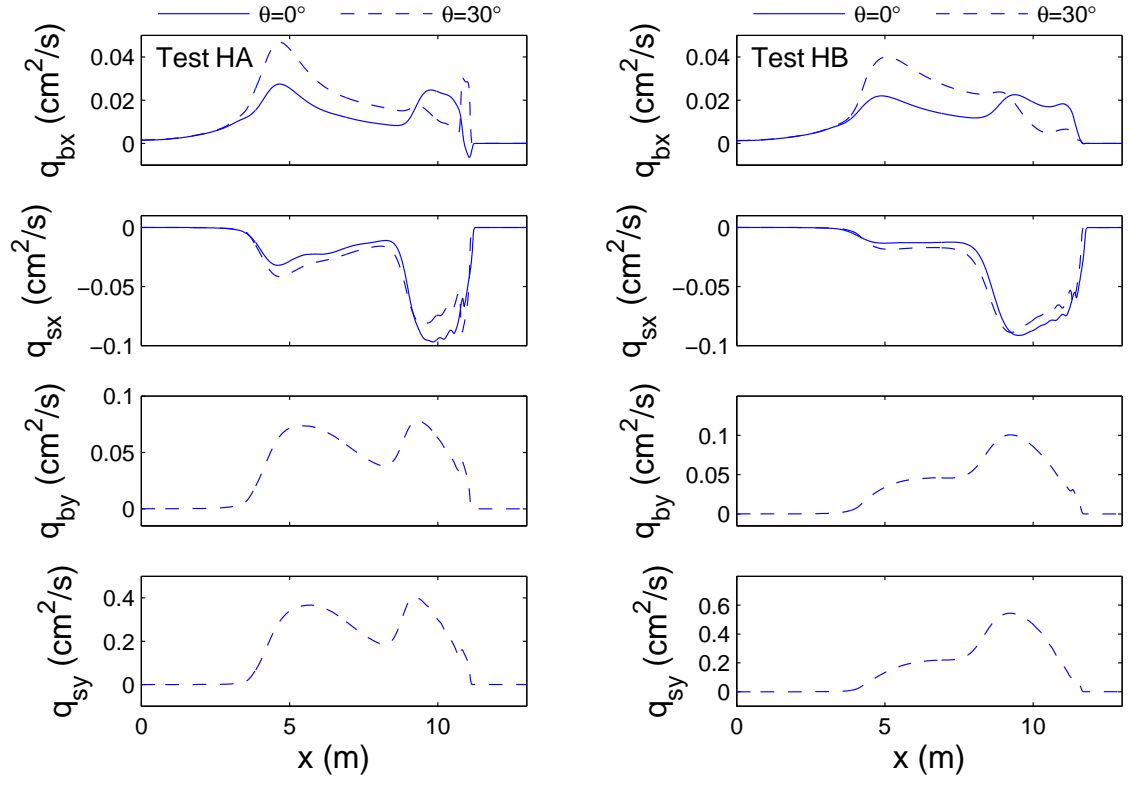 θ=0° θ=30°
Test HA
q_bx (cm²/s)
0.04
0.02
0
q_sx (cm²/s)
0
−0.05
−0.1
q_by (cm²/s)
0.1
0.05
0
q_sy (cm²/s)
0.4
0.2
0
0 5 10
x (m)
θ=0° θ=30°
Test HB
q_bx (cm²/s)
0.04
0.02
0
q_sx (cm²/s)
0
−0.05
−0.1
q_by (cm²/s)
0.1
0.05
0
q_sy (cm²/s)
0.6
0.4
0.2
0
0 5 10
x (m)